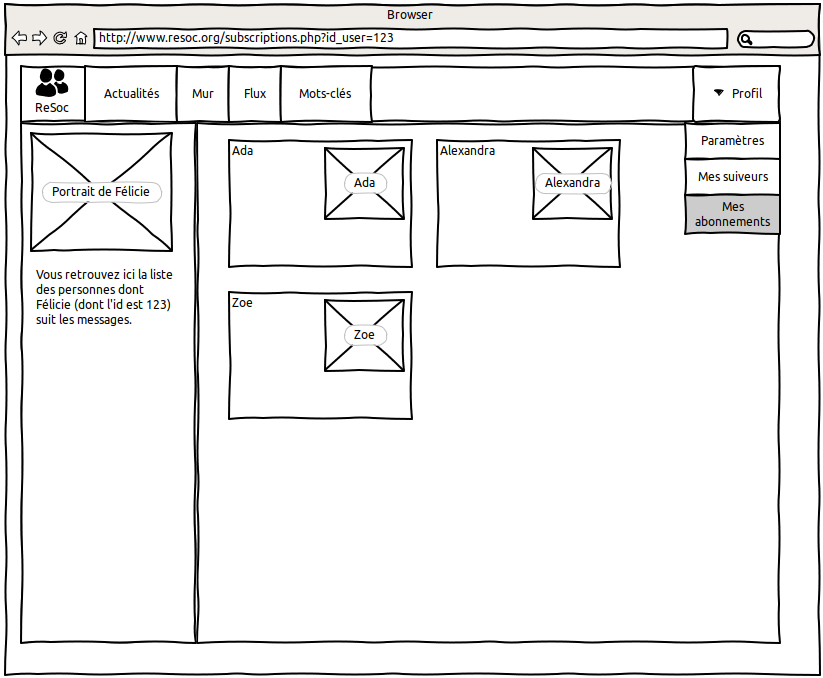 Browser
http://www.resoc.org/subscriptions.php?id_user=123
ReSoc
Actualités
Mur
Flux
Mots-clés
Profil
Paramètres
Mes suiveurs
Mes
abonnements
Portrait de Félicie
Vous retrouvez ici la liste
des personnes dont
Félicie (dont l'id est 123)
suit les messages.
Ada
Ada
Alexandra
Alexandra
Zoe
Zoe